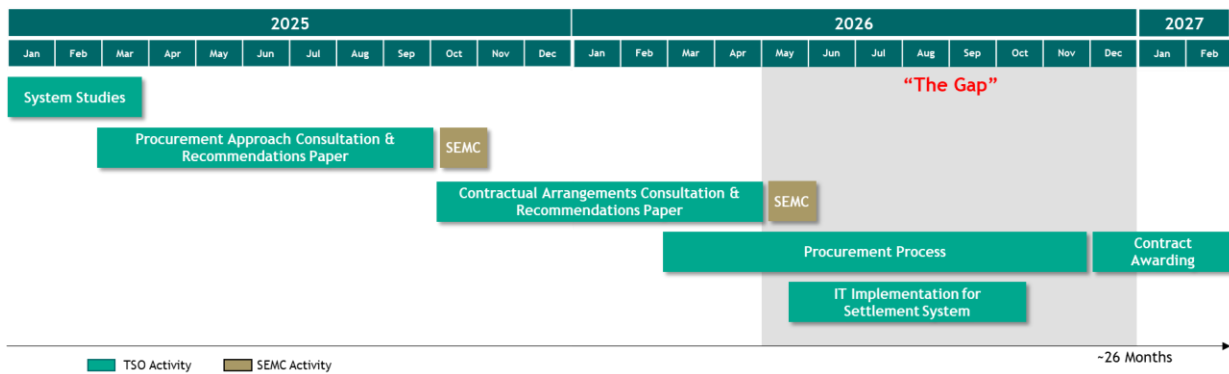 2025 2026 2027
Jan Feb Mar Apr May Jun Jul Aug Sep Oct Nov Dec Jan Feb Mar Apr May Jun Jul Aug Sep Oct Nov Dec Jan Feb
“The Gap”
System Studies
Procurement Approach Consultation &
Recommendations Paper
SEMC
Contractual Arrangements Consultation &
Recommendations Paper
SEMC
Procurement Process
Contract
Awarding
IT Implementation for
Settlement System
~26 Months
TSO Activity
SEMC Activity